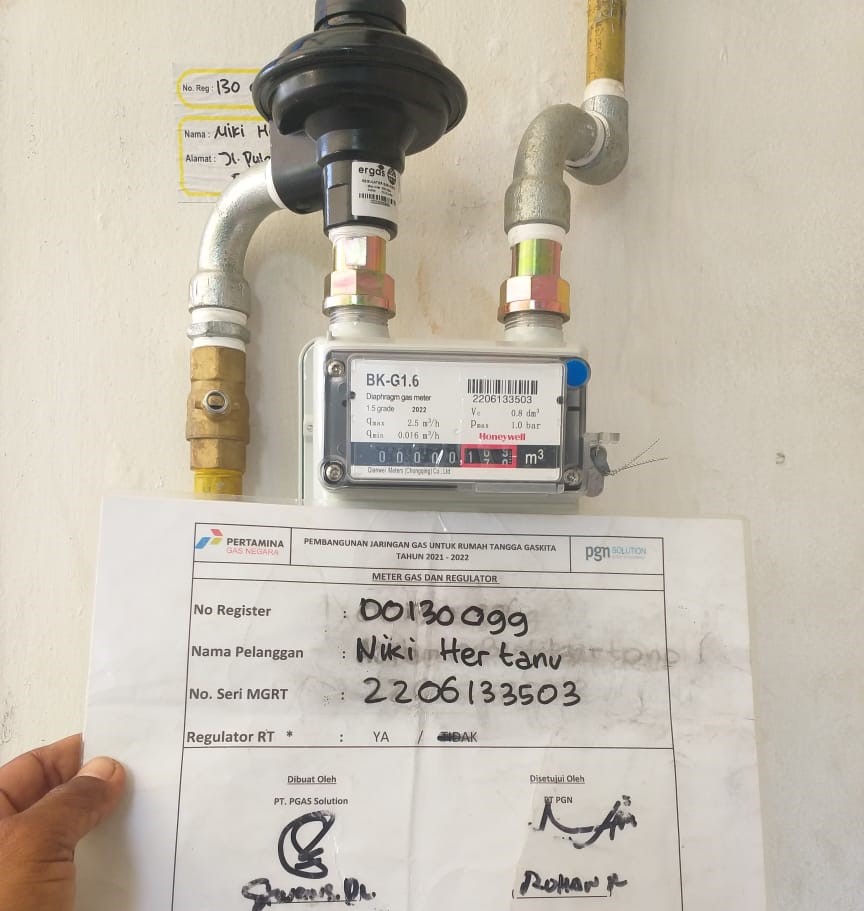 No. Reg : 130
Nama : Niki H
Alamat : Jl. Pula
ergas
BK-G1.6
Diaphragm gas meter
1.5 grade 2022
qmax 2.5 m³/h
qmin 0.016 m³/h
2206133503
Vc 0.8 dm³
Pmax 1.0 bar
Honeywell
m³
Qianwei Meters (Chongqing) Co., Ltd
PERTAMINA
GAS NEGARA
PEMBANGUNAN JARINGAN GAS UNTUK RUMAH TANGGA GASKITA
TAHUN 2021 - 2022
pgn SOLUTION
METER GAS DAN REGULATOR
No Register : 00130099
Nama Pelanggan : Niki Hertanu
No. Seri MGRT : 2206133503
Regulator RT * : YA / TIDAK
Dibuat Oleh
Disetujui Oleh
PT. PGAS Solution
PT PGN